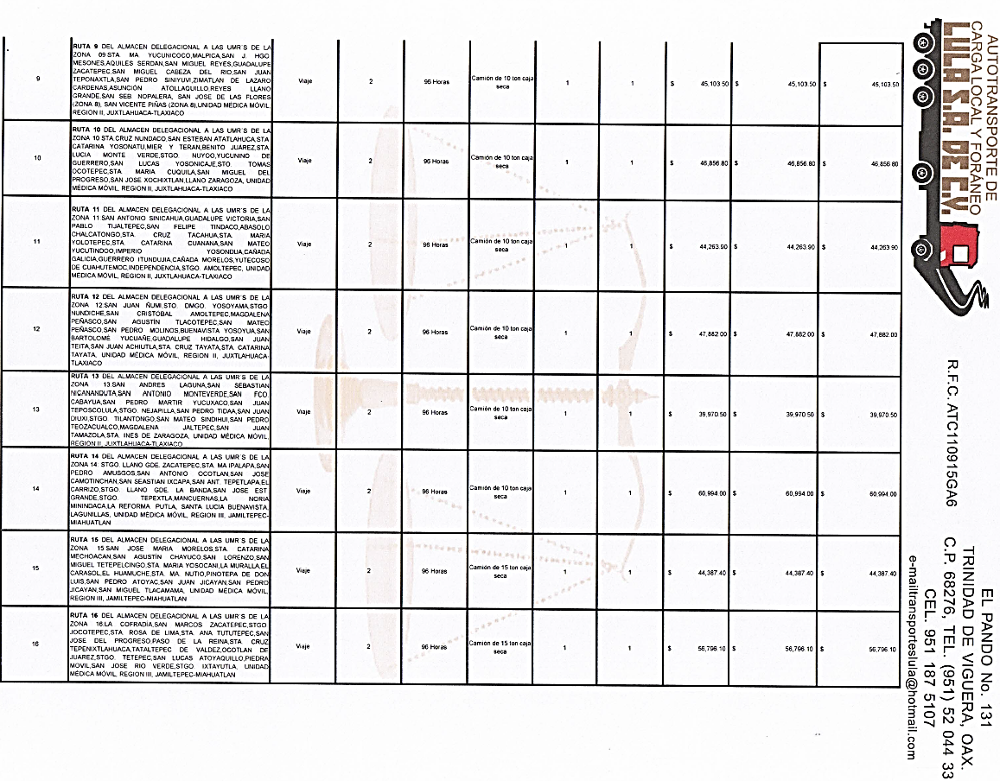 AUTOTRANSPORTE DE
CARGA LOCAL Y FORÁNEO
LULA S.A. DE C.V.
R.F.C. ATC110915GA6
EL PANDO No. 131
TRINIDAD DE VIGUERA, OAX.
C.P. 68276, TEL. (951) 52 044 33
CEL. 951 187 5107
e-mailtransporteslula@hotmail.com
9
RUTA 9 DEL ALMACEN DELEGACIONAL A LAS UMR´S DE LA
ZONA 09:STA MA YUCUNICOCO,MALPICA,SAN J. HGO
MESONES,AQUILES SERDAN,SAN MIGUEL REYES,GUADALUPE
ZACATEPEC,SAN MIGUEL CABEZA DEL RIO,SAN JUAN
TEPONAXTLA,SAN PEDRO SINIYUVI,ZIMATLAN DE LAZARO
CARDENAS,ASUNCIÓN ATOLLAQUILLO,REYES LLANO
GRANDE,SAN SEB. NOPALERA, SAN JOSE DE LAS FLORES
(ZONA 8), SAN VICENTE PIÑAS (ZONA 8),UNIDAD MÉDICA MÓVIL,
REGION II, JUXTLAHUACA-TLAXIACO
Viaje
2
96 Horas
Camión de 10 ton caja
seca
1
1
$ 45,103.50
$ 45,103.50
$ 45,103.50
10
RUTA 10 DEL ALMACEN DELEGACIONAL A LAS UMR´S DE LA
ZONA 10:STA.CRUZ NUNDACO,SAN ESTEBAN ATATLAHUCA,STA
CATARINA YOSONATU,MIER Y TERAN,BENITO JUAREZ,STA
LUCIA MONTE VERDE,STGO. NUYOO,YUCUNINO DE
GUERRERO,SAN LUCAS YOSONICAJE,STO. TOMAS
OCOTEPEC,STA. MARIA CUQUILA,SAN MIGUEL DEL
PROGRESO,SAN JOSE XOCHIXTLAN,LLANO ZARAGOZA, UNIDAD
MÉDICA MÓVIL, REGION II, JUXTLAHUACA-TLAXIACO
Viaje
2
96 Horas
Camión de 10 ton caja
seca
1
1
$ 46,856.80
$ 46,856.80
$ 46,856.80
11
RUTA 11 DEL ALMACEN DELEGACIONAL A LAS UMR´S DE LA
ZONA 11:SAN ANTONIO SINICAHUA,GUADALUPE VICTORIA,SAN
PABLO TIJALTEPEC,SAN FELIPE TINDACO,ABASOLO
CHALCATONGO,STA. CRUZ TACAHUA,STA. MARIA
YOLOTEPEC,STA. CATARINA CUANANA,SAN MATEO
YUCUTINDOO,IMPERIO YOSONDUA,CAÑADA
GALICIA,GUERRERO ITUNDUJIA,CAÑADA MORELOS,YUTECOSO
DE CUAHUTEMOC,INDEPENDENCIA,STGO. AMOLTEPEC, UNIDAD
MÉDICA MÓVIL, REGION II, JUXTLAHUACA-TLAXIACO
Viaje
2
96 Horas
Camión de 10 ton caja
seca
1
1
$ 44,263.90
$ 44,263.90
$ 44,263.90
12
RUTA 12 DEL ALMACEN DELEGACIONAL A LAS UMR´S DE LA
ZONA 12:SAN JUAN ÑUMI,STO. DMGO. YOSOYAMA,STGO
NUNDICHE,SAN CRISTOBAL AMOLTEPEC,MAGDALENA
PEÑASCO,SAN AGUSTÍN TLACOTEPEC,SAN MATEO
PEÑASCO,SAN PEDRO MOLINOS,BUENAVISTA YOSOYUA,SAN
BARTOLOMÉ YUCUAÑE,GUADALUPE HIDALGO,SAN JUAN
TEITA,SAN JUAN ACHIUTLA,STA. CRUZ TAYATA,STA. CATARINA
TAYATA, UNIDAD MÉDICA MÓVIL, REGION II, JUXTLAHUACA-
TLAXIACO
Viaje
2
96 Horas
Camión de 10 ton caja
seca
1
1
$ 47,882.00
$ 47,882.00
$ 47,882.00
13
RUTA 13 DEL ALMACEN DELEGACIONAL A LAS UMR´S DE LA
ZONA 13:SAN ANDRES LAGUNA,SAN SEBASTIAN
NICANANDUTA,SAN ANTONIO MONTEVERDE,SAN FCO.
CABAYUA,SAN PEDRO MARTIR YUCUXACO,SAN JUAN
TEPOSCOLULA,STGO. NEJAPILLA,SAN PEDRO TIDAA,SAN JUAN
DIUXI,STGO. TILANTONGO,SAN MATEO SINDIHUI,SAN PEDRO
TEOZACUALCO,MAGDALENA JALTEPEC,SAN JUAN
TAMAZOLA,STA. INES DE ZARAGOZA, UNIDAD MÉDICA MÓVIL,
REGION II, JUXTLAHUACA-TLAXIACO
Viaje
2
96 Horas
Camión de 10 ton caja
seca
1
1
$ 39,970.50
$ 39,970.50
$ 39,970.50
14
RUTA 14 DEL ALMACEN DELEGACIONAL A LAS UMR´S DE LA
ZONA 14: STGO. LLANO GDE. ZACATEPEC,STA. MA IPALAPA,SAN
PEDRO AMUSGOS,SAN ANTONIO OCOTLAN,SAN JOSE
CAMOTINCHAN,SAN SEASTIAN IXCAPA,SAN ANT. TEPETLAPA,EL
CARRIZO,STGO. LLANO GDE. LA BANDA,SAN JOSE EST
GRANDE,STGO. TEPEXTLA,MANCUERNAS,LA NORIA
MININDACA,LA REFORMA PUTLA, SANTA LUCIA BUENAVISTA,
LAGUNILLAS, UNIDAD MÉDICA MÓVIL, REGION III, JAMILTEPEC-
MIAHUATLAN
Viaje
2
96 Horas
Camión de 10 ton caja
seca
1
1
$ 60,994.00
$ 60,994.00
$ 60,994.00
15
RUTA 15 DEL ALMACEN DELEGACIONAL A LAS UMR´S DE LA
ZONA 15:SAN JOSE MARIA MORELOS,STA. CATARINA
MECHOACAN,SAN AGUSTÍN CHAYUCO,SAN LORENZO,SAN
MIGUEL TETEPELCINGO,STA. MARIA YOSOCANI,LA MURALLA,EL
CARASOL,EL HUAMUCHE,STA. MA. NUTIO,PINOTEPA DE DON
LUIS,SAN PEDRO ATOYAC,SAN JUAN JICAYAN,SAN PEDRO
JICAYAN,SAN MIGUEL TLACAMAMA, UNIDAD MÉDICA MÓVIL,
REGION III, JAMILTEPEC-MIAHUATLAN
Viaje
2
96 Horas
Camión de 15 ton caja
seca
1
1
$ 44,387.40
$ 44,387.40
$ 44,387.40
16
RUTA 16 DEL ALMACEN DELEGACIONAL A LAS UMR´S DE LA
ZONA 16:LA COFRADÍA,SAN MARCOS ZACATEPEC,STGO.
JOCOTEPEC,STA. ROSA DE LIMA,STA. ANA TUTUTEPEC,SAN
JOSE DEL PROGRESO,PASO DE LA REINA,STA. CRUZ
TEPENIXTLAHUACA,TATALTEPEC DE VALDEZ,OCOTLAN DE
JUAREZ,STGO. TETEPEC,SAN LUCAS ATOYAQUILLO,PIEDRA
MOVIL,SAN JOSE RIO VERDE,STGO. IXTAYUTLA, UNIDAD
MÉDICA MÓVIL, REGION III, JAMILTEPEC-MIAHUATLAN
Viaje
2
96 Horas
Camión de 15 ton caja
seca
1
1
$ 56,796.10
$ 56,796.10
$ 56,796.10